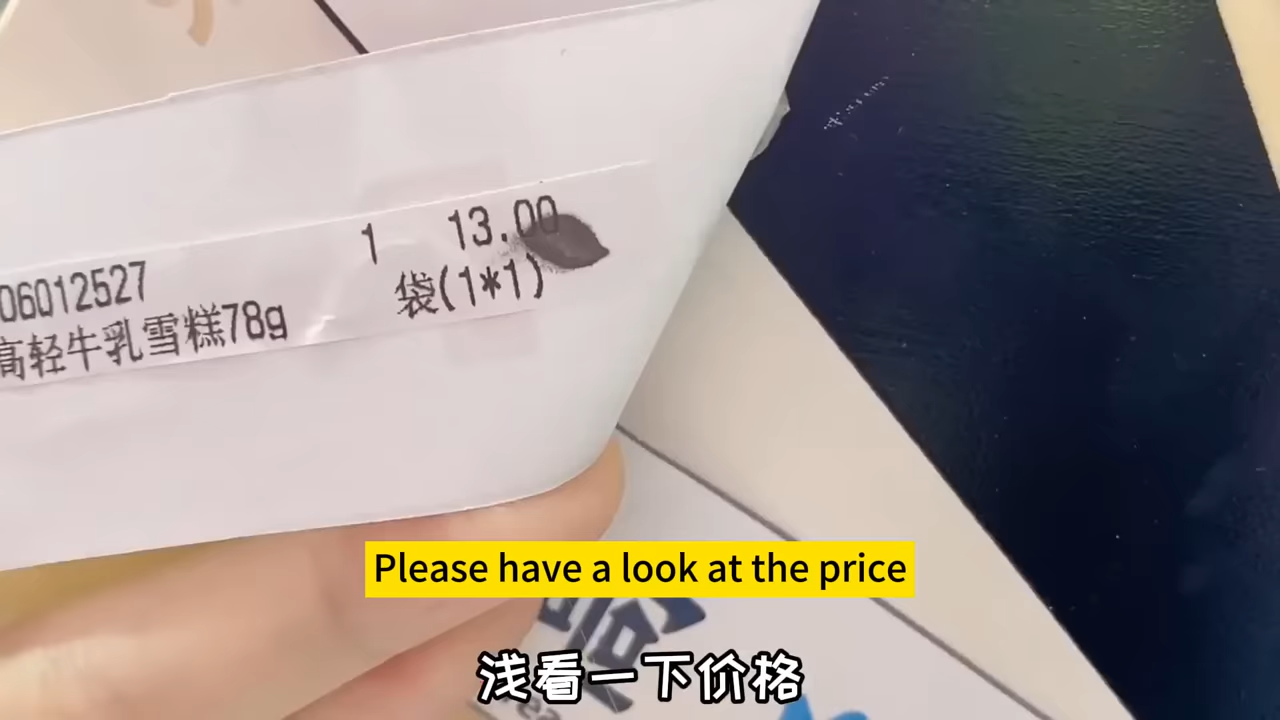 1 13.00
06012527 袋(1*1)
高轻牛乳雪糕78g
Please have a look at the price
高
浅看一下价格